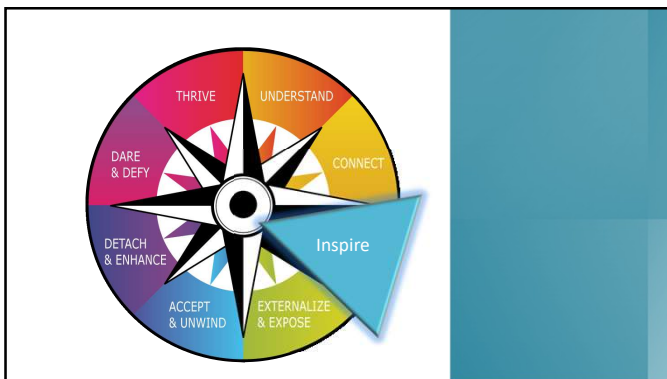 THRIVE
UNDERSTAND
DARE
& DEFY
CONNECT
Inspire
DETACH
& ENHANCE
ACCEPT
& UNWIND
EXTERNALIZE
& EXPOSE